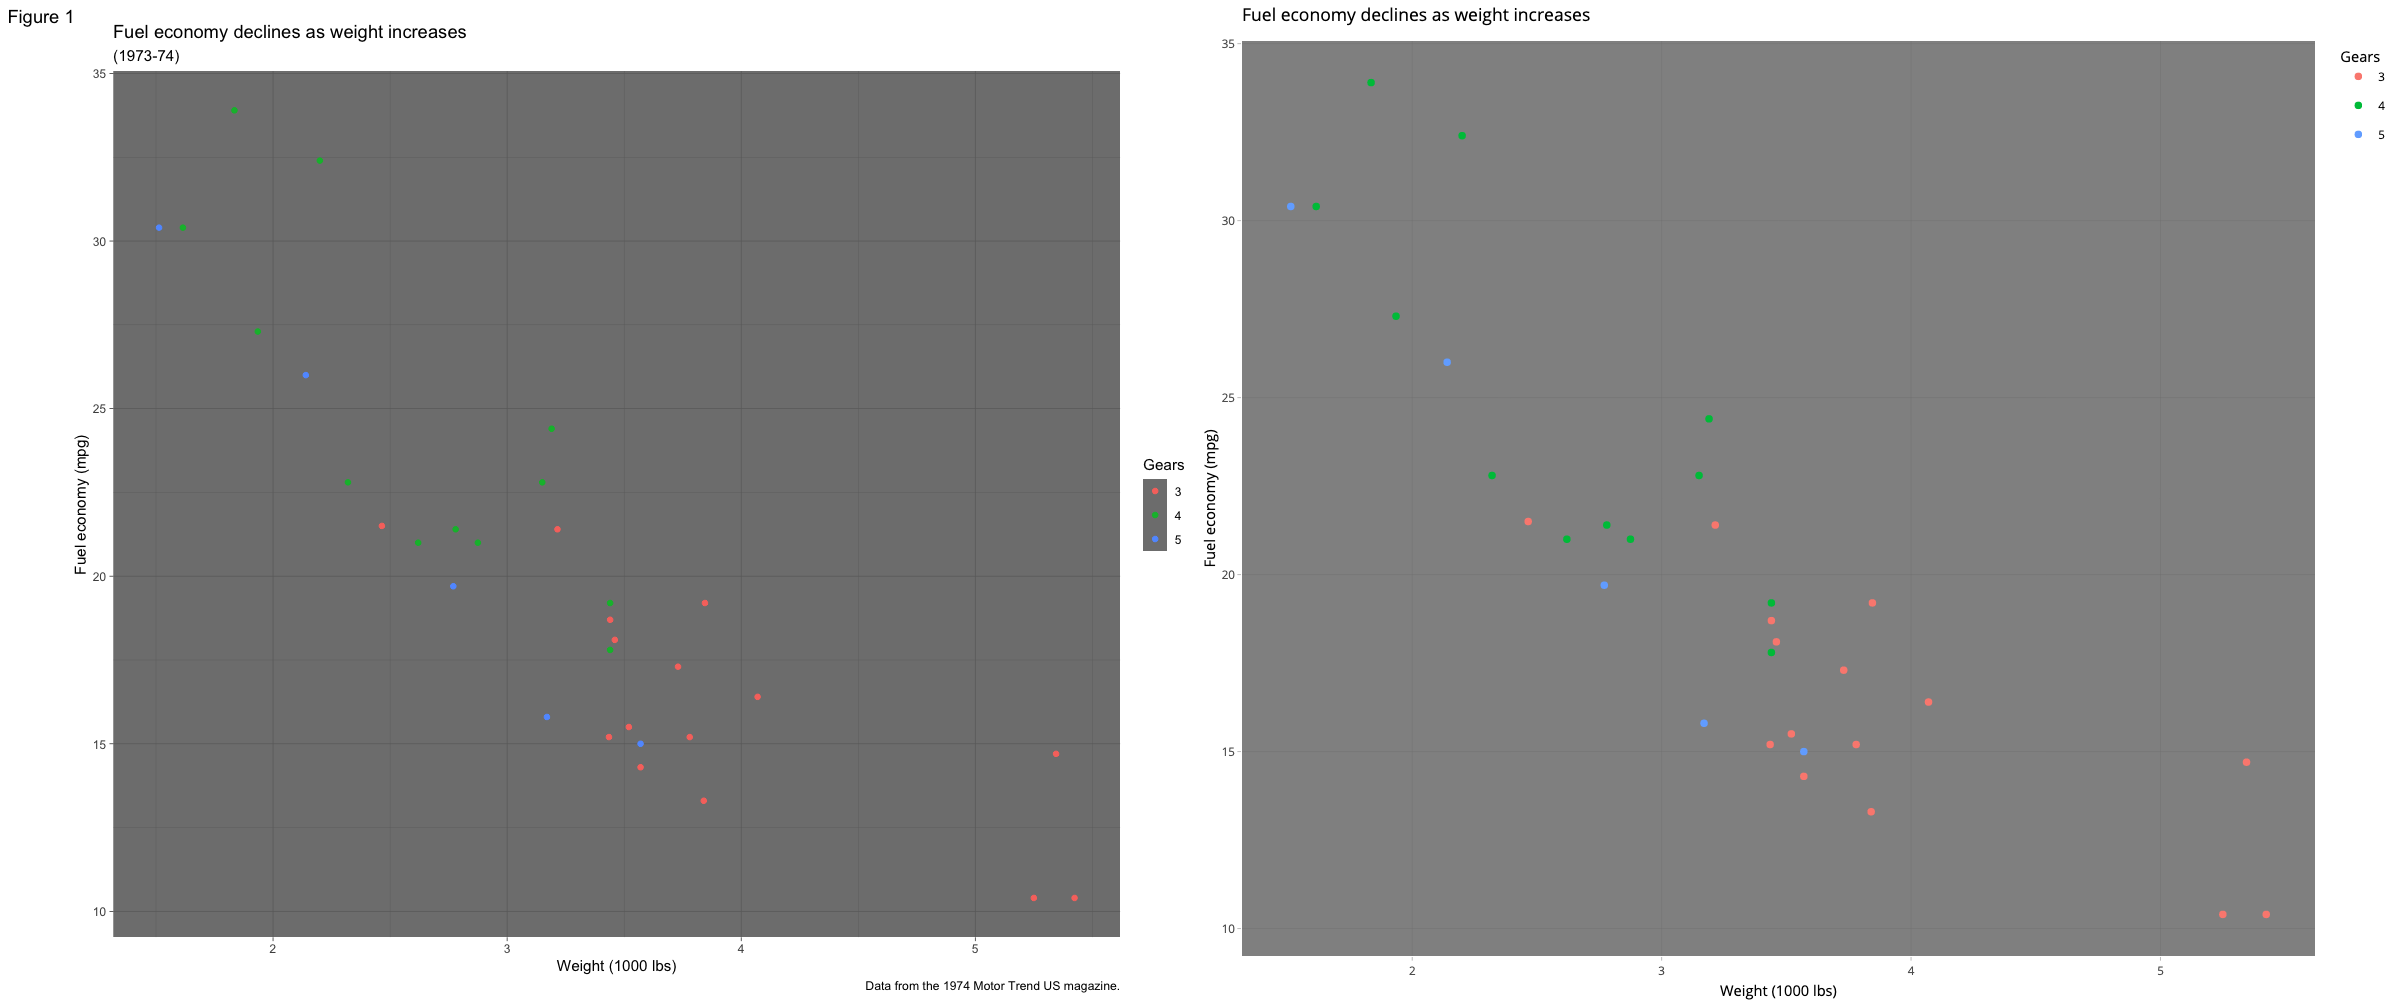 Figure 1
Fuel economy declines as weight increases
(1973-74)
35
30
25
20
15
10
Fuel economy (mpg)
2 3 4 5
Weight (1000 lbs)
Data from the 1974 Motor Trend US magazine.
Gears
3
4
5
Fuel economy declines as weight increases
35
30
25
20
15
10
Fuel economy (mpg)
2 3 4 5
Weight (1000 lbs)
Gears
3
4
5